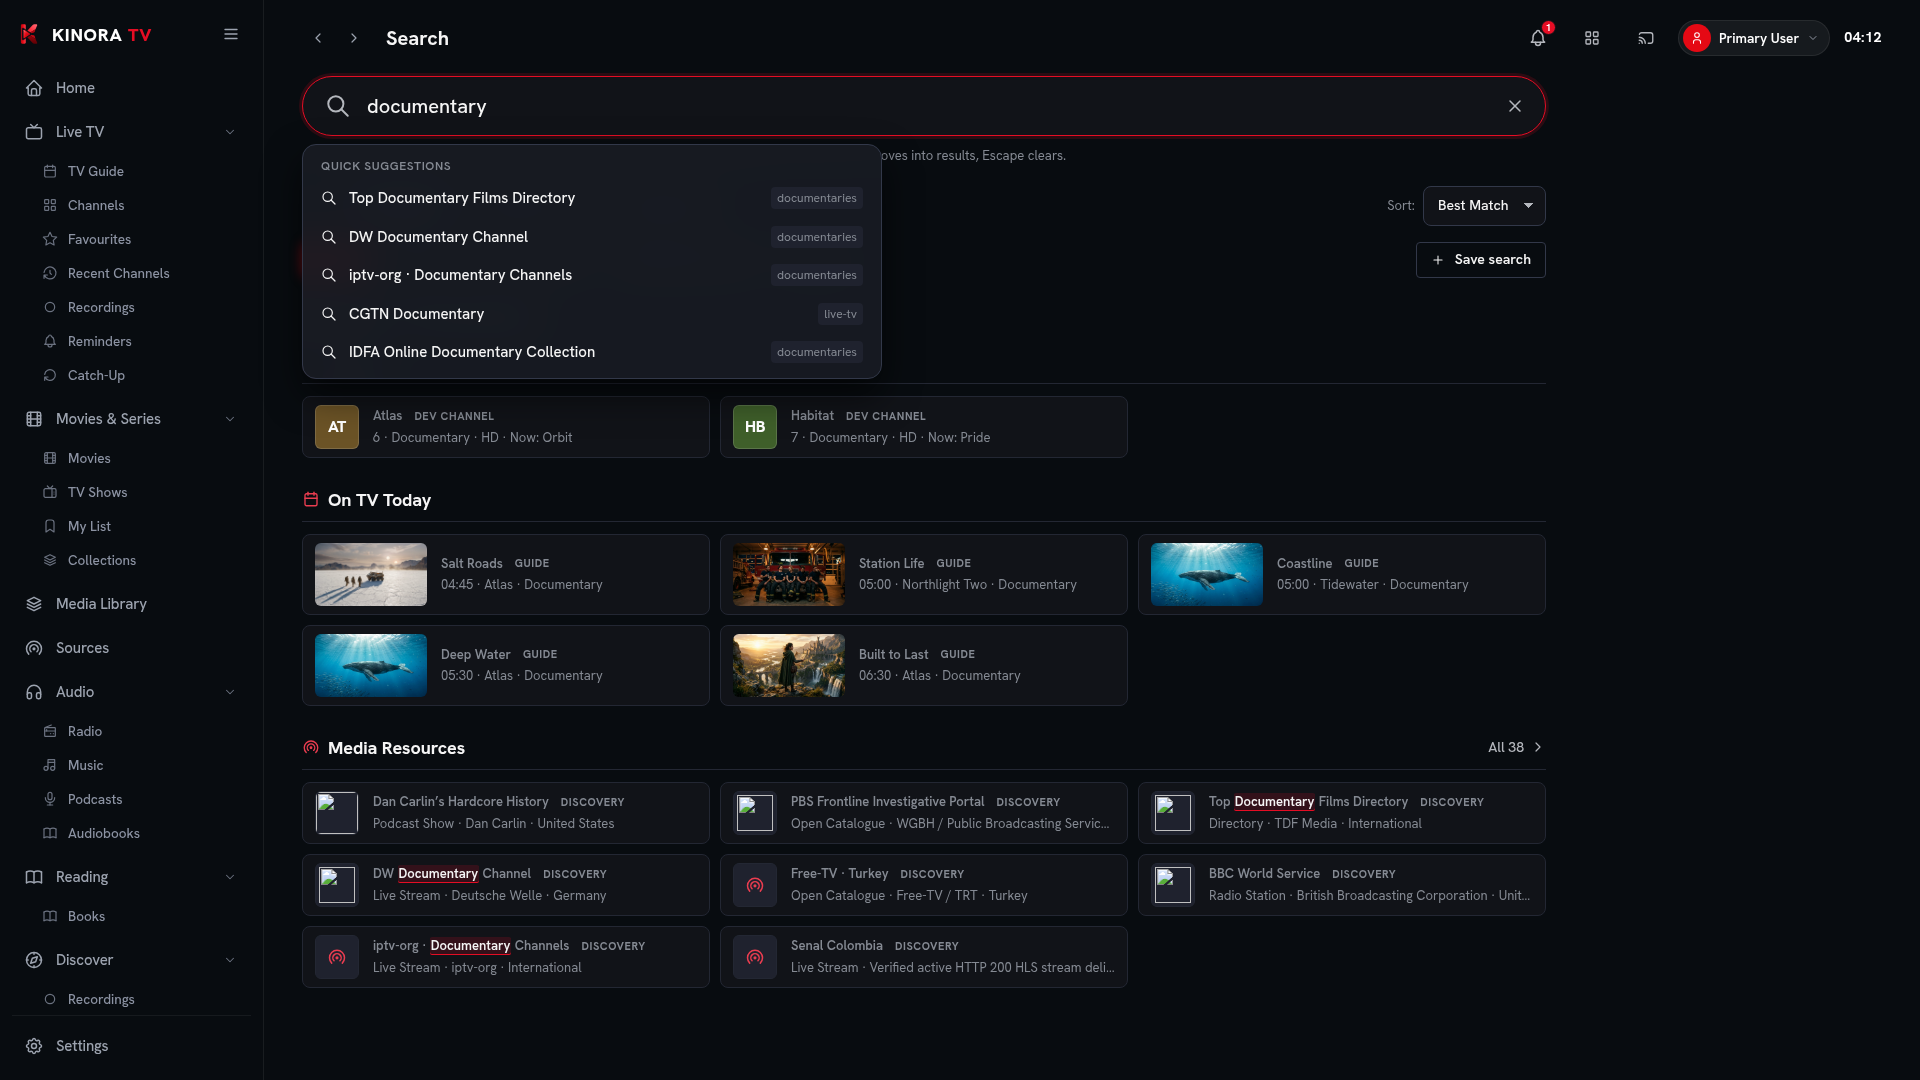 KINORA TV
Search
1
Primary User
04:12
Home
Live TV
TV Guide
Channels
Favourites
Recent Channels
Recordings
Reminders
Catch-Up
Movies & Series
Movies
TV Shows
My List
Collections
Media Library
Sources
Audio
Radio
Music
Podcasts
Audiobooks
Reading
Books
Discover
Recordings
Settings
documentary
oves into results, Escape clears.
QUICK SUGGESTIONS
Top Documentary Films Directory documentaries
DW Documentary Channel documentaries
iptv-org · Documentary Channels documentaries
CGTN Documentary live-tv
IDFA Online Documentary Collection documentaries
Sort: Best Match
Save search
AT
Atlas DEV CHANNEL
6 · Documentary · HD · Now: Orbit
HB
Habitat DEV CHANNEL
7 · Documentary · HD · Now: Pride
On TV Today
Salt Roads GUIDE
04:45 · Atlas · Documentary
Station Life GUIDE
05:00 · Northlight Two · Documentary
Coastline GUIDE
05:00 · Tidewater · Documentary
Deep Water GUIDE
05:30 · Atlas · Documentary
Built to Last GUIDE
06:30 · Atlas · Documentary
Media Resources
All 38
Dan Carlin’s Hardcore History DISCOVERY
Podcast Show · Dan Carlin · United States
PBS Frontline Investigative Portal DISCOVERY
Open Catalogue · WGBH / Public Broadcasting Servic...
Top Documentary Films Directory DISCOVERY
Directory · TDF Media · International
DW Documentary Channel DISCOVERY
Live Stream · Deutsche Welle · Germany
Free-TV · Turkey DISCOVERY
Open Catalogue · Free-TV / TRT · Turkey
BBC World Service DISCOVERY
Radio Station · British Broadcasting Corporation · Unit...
iptv-org · Documentary Channels DISCOVERY
Live Stream · iptv-org · International
Senal Colombia DISCOVERY
Live Stream · Verified active HTTP 200 HLS stream deli...